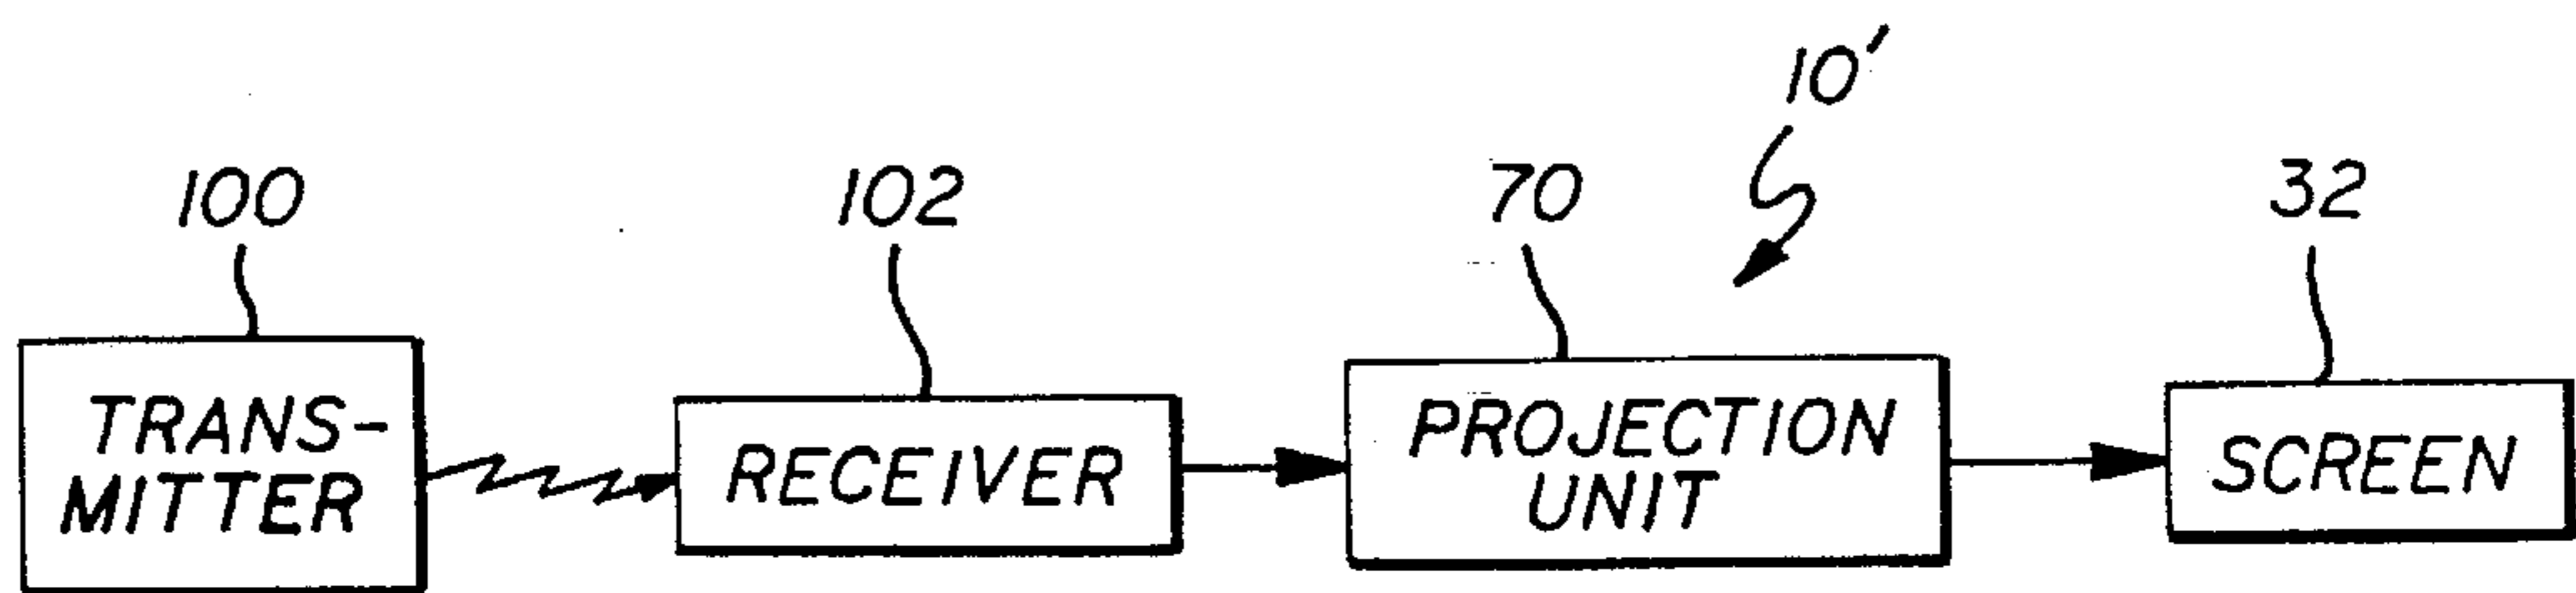 10'
100
102
70
32
TRANS-
MITTER
RECEIVER
PROJECTION
UNIT
SCREEN